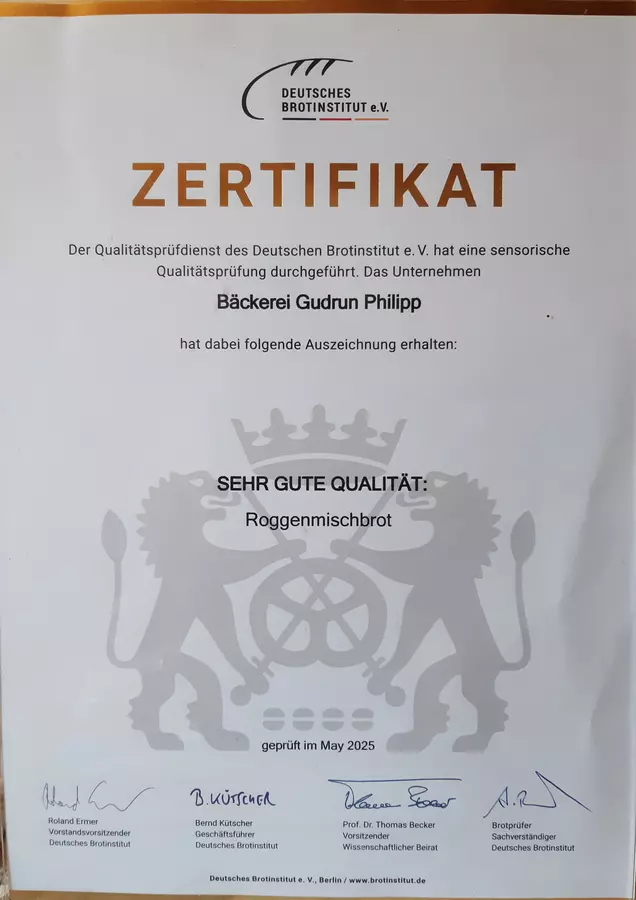 DEUTSCHES
BROTINSTITUT e.V.
ZERTIFIKAT
Der Qualitätsprüfdienst des Deutschen Brotinstitut e. V. hat eine sensorische
Qualitätsprüfung durchgeführt. Das Unternehmen
Bäckerei Gudrun Philipp
hat dabei folgende Auszeichnung erhalten:
SEHR GUTE QUALITÄT:
Roggenmischbrot
geprüft im May 2025
B. KÜTSCHER
Roland Ermer
Vorstandsvorsitzender
Deutsches Brotinstitut
Bernd Kütscher
Geschäftsführer
Deutsches Brotinstitut
Prof. Dr. Thomas Becker
Vorsitzender
Wissenschaftlicher Beirat
Brotprüfer
Sachverständiger
Deutsches Brotinstitut
Deutsches Brotinstitut e. V., Berlin / www.brotinstitut.de